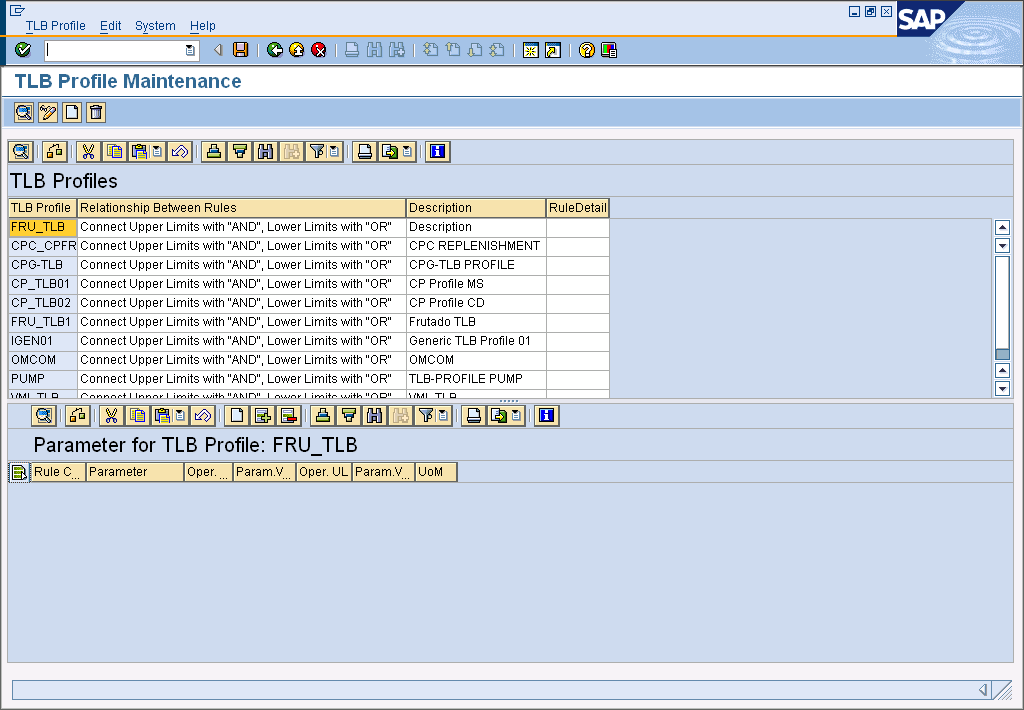 TLB Profile Edit System Help
SAP
TLB Profile Maintenance
TLB Profiles
TLB Profile Relationship Between Rules Description RuleDetail
FRU_TLB Connect Upper Limits with "AND", Lower Limits with "OR" Description
CPC_CPFR Connect Upper Limits with "AND", Lower Limits with "OR" CPC REPLENISHMENT
CPG-TLB Connect Upper Limits with "AND", Lower Limits with "OR" CPG-TLB PROFILE
CP_TLB01 Connect Upper Limits with "AND", Lower Limits with "OR" CP Profile MS
CP_TLB02 Connect Upper Limits with "AND", Lower Limits with "OR" CP Profile CD
FRU_TLB1 Connect Upper Limits with "AND", Lower Limits with "OR" Frutado TLB
IGEN01 Connect Upper Limits with "AND", Lower Limits with "OR" Generic TLB Profile 01
OMCOM Connect Upper Limits with "AND", Lower Limits with "OR" OMCOM
PUMP Connect Upper Limits with "AND", Lower Limits with "OR" TLB-PROFILE PUMP
Connect Upper Limits with "AND", Lower Limits with "OR"
Parameter for TLB Profile: FRU_TLB
Rule C... Parameter Oper. ... Param.V... Oper. UL Param.V... UoM